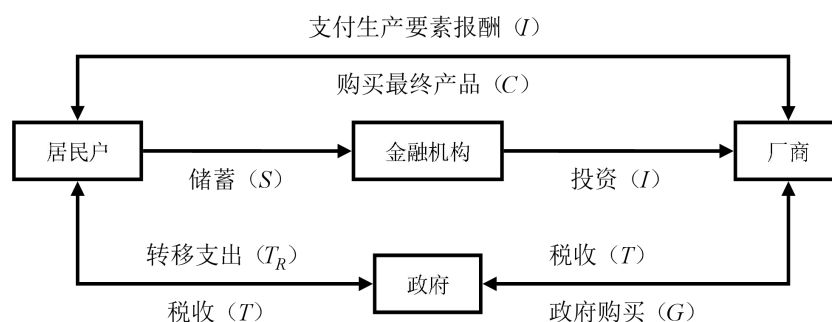 支付生产要素报酬（I）
购买最终产品（C）
居民户
金融机构
厂商
储蓄（S）
投资（I）
转移支出（T_R）
税收（T）
政府
税收（T）
政府购买（G）